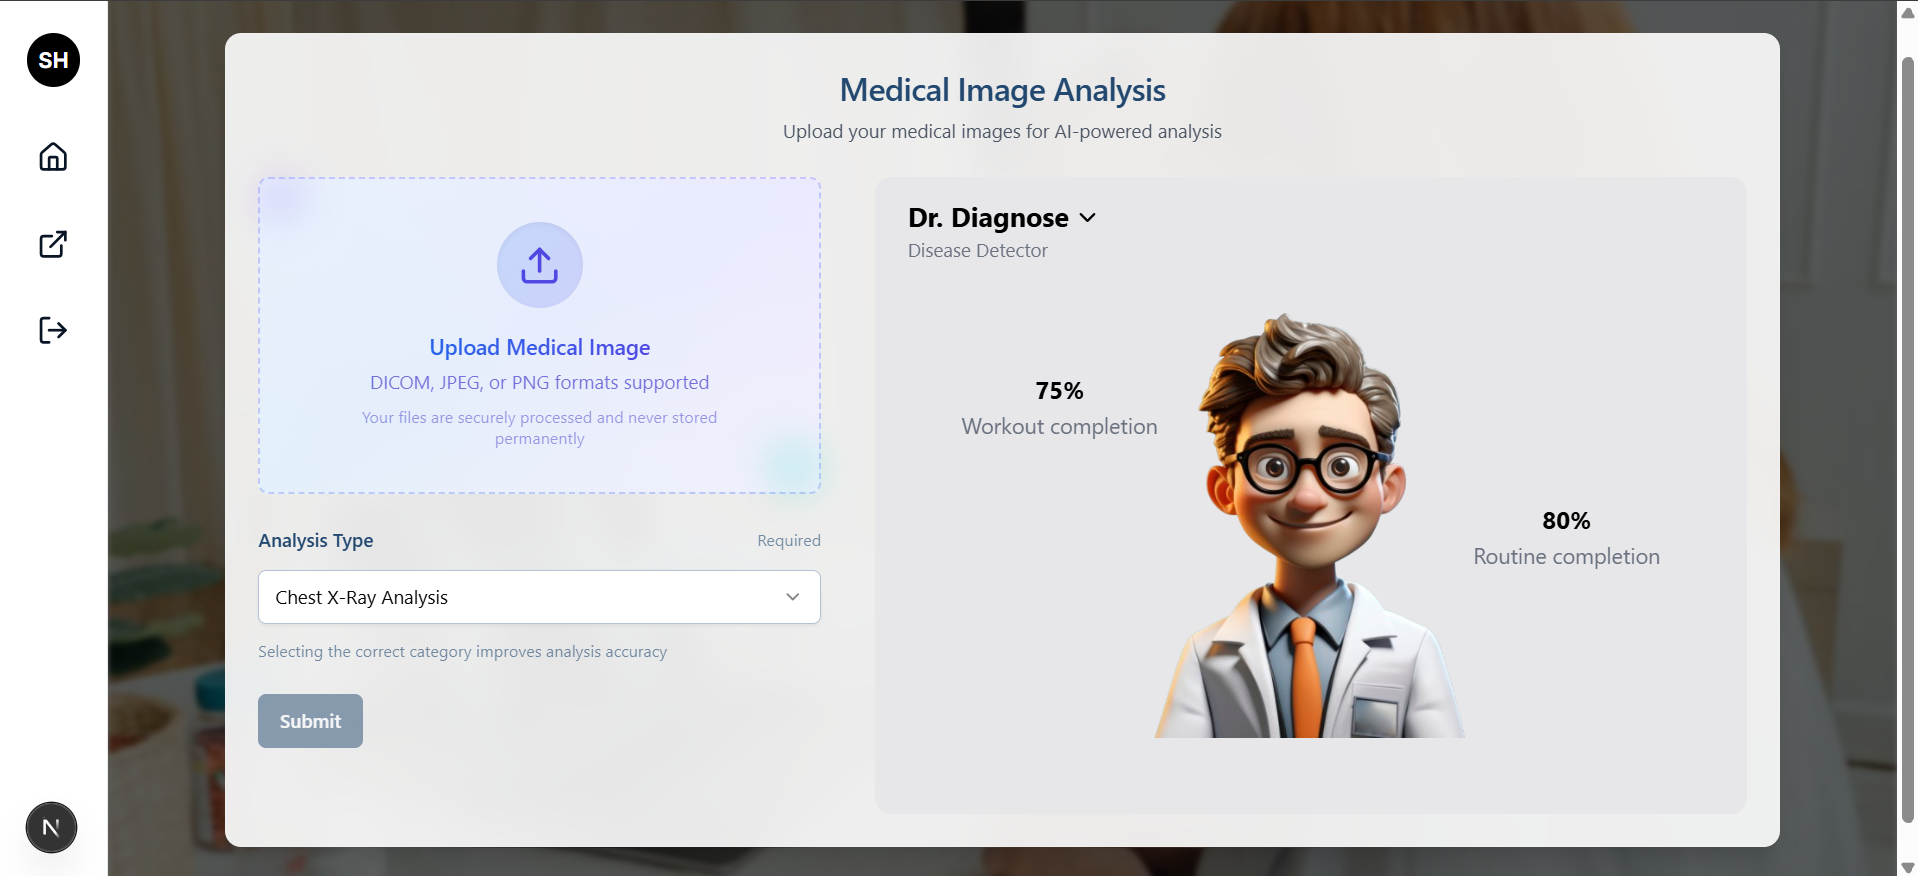 SH
Medical Image Analysis
Upload your medical images for AI-powered analysis
Upload Medical Image
DICOM, JPEG, or PNG formats supported
Your files are securely processed and never stored
permanently
Analysis Type
Required
Chest X-Ray Analysis
Selecting the correct category improves analysis accuracy
Submit
Dr. Diagnose
Disease Detector
75%
Workout completion
80%
Routine completion
N